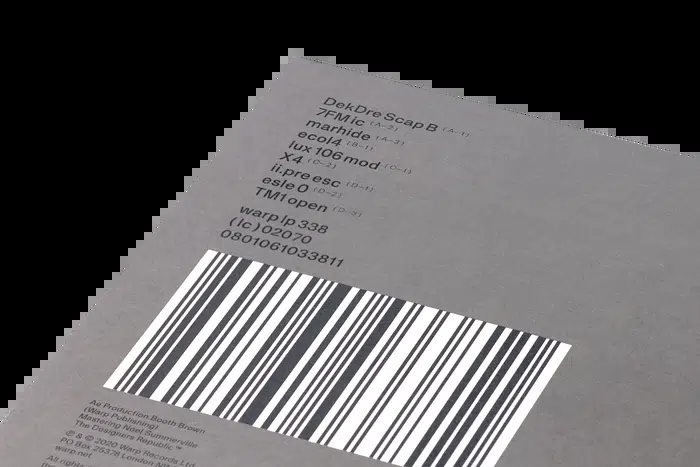 DekDre Scap B (A-1)
7FM ic (A-2)
marhide (A-3)
ecol4 (B-1)
lux 106 mod (C-1)
X4 (C-2)
ii.pre esc (D-1)
esle 0 (D-2)
TM1 open (D-3)
warp lp 338
(lc) 02070
0801061033811
Ae Production Booth Brown
(Warp Publishing)
Mastering Noel Summerville
The Designers Republic™
℗ & © 2020 Warp Records Ltd
PO Box 25378 London
warp.net
All rights